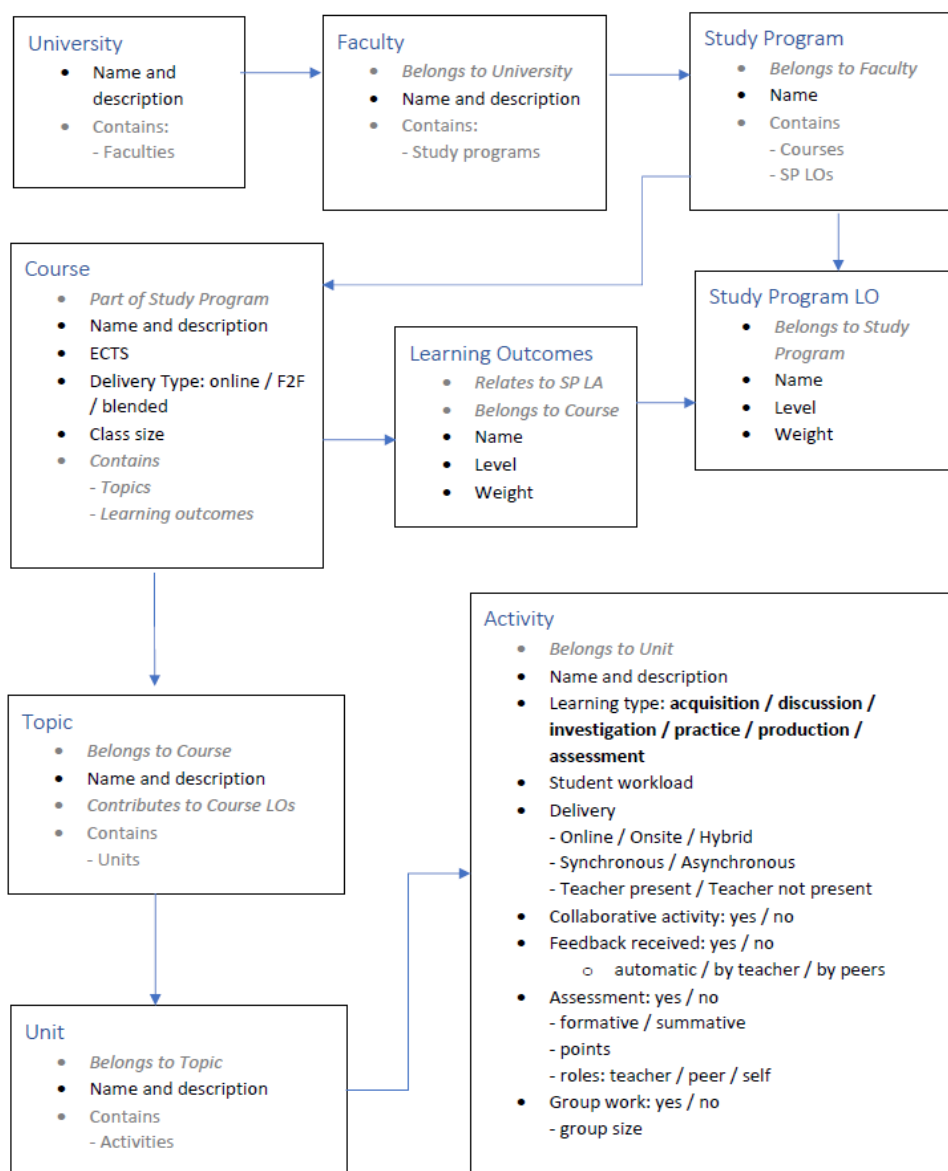 University
• Name and
description
• Contains:
- Faculties
Faculty
• Belongs to University
• Name and description
• Contains:
- Study programs
Study Program
• Belongs to Faculty
• Name
• Contains
- Courses
- SP LOs
Course
• Part of Study Program
• Name and description
• ECTS
• Delivery Type: online / F2F
/ blended
• Class size
• Contains
- Topics
- Learning outcomes
Learning Outcomes
• Relates to SP LA
• Belongs to Course
• Name
• Level
• Weight
Study Program LO
• Belongs to Study
Program
• Name
• Level
• Weight
Topic
• Belongs to Course
• Name and description
• Contributes to Course LOs
• Contains
- Units
Unit
• Belongs to Topic
• Name and description
• Contains
- Activities
Activity
• Belongs to Unit
• Name and description
• Learning type: acquisition / discussion /
investigation / practice / production /
assessment
• Student workload
• Delivery
- Online / Onsite / Hybrid
- Synchronous / Asynchronous
- Teacher present / Teacher not present
• Collaborative activity: yes / no
• Feedback received: yes / no
o automatic / by teacher / by peers
• Assessment: yes / no
- formative / summative
- points
- roles: teacher / peer / self
• Group work: yes / no
- group size